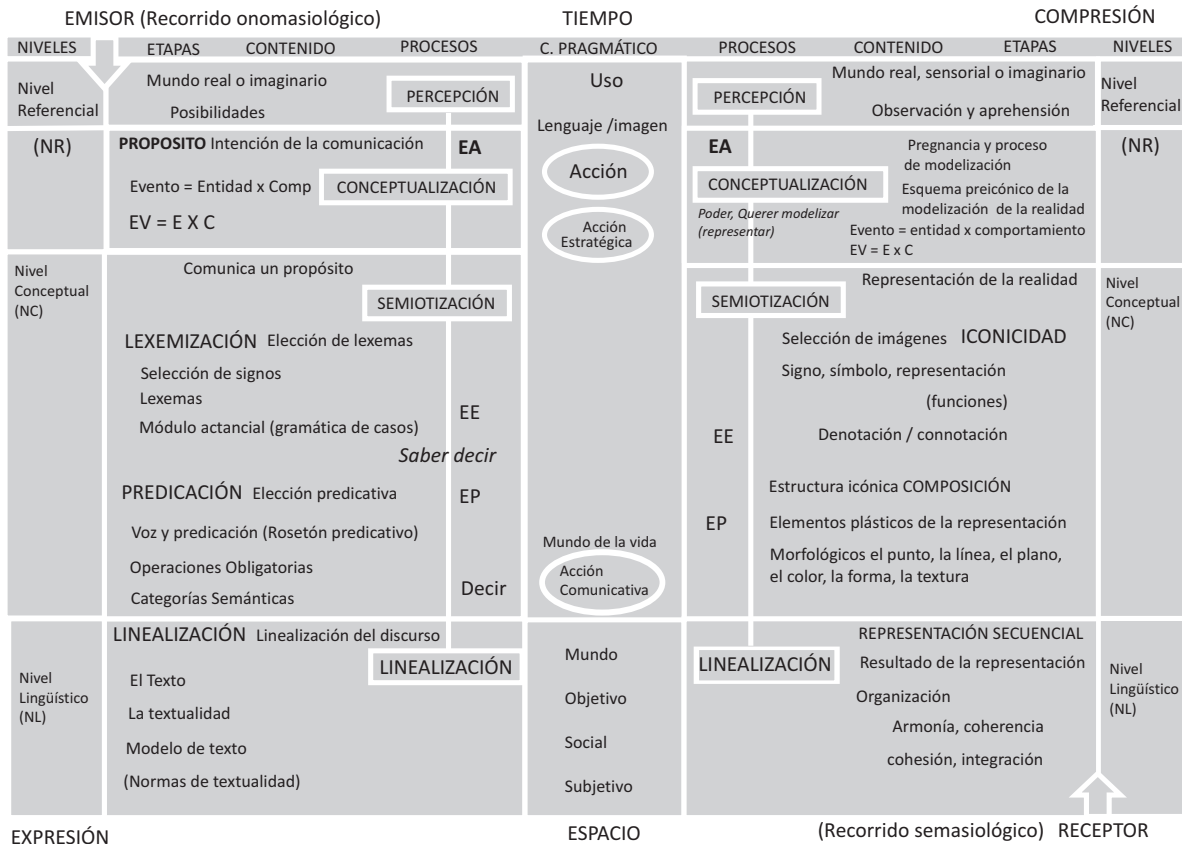 EMISOR (Recorrido onomasiológico) TIEMPO COMPRESIÓN
NIVELES ETAPAS CONTENIDO PROCESOS C. PRAGMÁTICO PROCESOS CONTENIDO ETAPAS NIVELES
Nivel
Referencial
(NR)
Mundo real o imaginario
Posibilidades
PERCEPCIÓN
PROPOSITO Intención de la comunicación EA
Evento = Entidad x Comp CONCEPTUALIZACIÓN
EV = E X C
Nivel
Conceptual
(NC)
Comunica un propósito
SEMIOTIZACIÓN
LEXEMIZACIÓN Elección de lexemas
Selección de signos
Lexemas
EE
Módulo actancial (gramática de casos)
Saber decir
PREDICACIÓN Elección predicativa EP
Voz y predicación (Rosetón predicativo)
Operaciones Obligatorias
Decir
Categorías Semánticas
Nivel
Lingüístico
(NL)
LINEALIZACIÓN Linealización del discurso
LINEALIZACIÓN
El Texto
La textualidad
Modelo de texto
(Normas de textualidad)
Uso
Lenguaje /imagen
Acción
Acción
Estratégica
Mundo de la vida
Acción
Comunicativa
Mundo
Objetivo
Social
Subjetivo
Mundo real, sensorial o imaginario
PERCEPCIÓN
Observación y aprehensión
Nivel
Referencial
(NR)
EA
Pregnancia y proceso
de modelización
CONCEPTUALIZACIÓN
Esquema preicónico de la
modelización de la realidad
Poder, Querer modelizar
(representar)
Evento = entidad x comportamiento
EV = E x C
Representación de la realidad
SEMIOTIZACIÓN
Nivel
Conceptual
(NC)
Selección de imágenes ICONICIDAD
Signo, símbolo, representación
(funciones)
EE Denotación / connotación
Estructura icónica COMPOSICIÓN
EP Elementos plásticos de la representación
Morfológicos el punto, la línea, el plano,
el color, la forma, la textura
REPRESENTACIÓN SECUENCIAL
LINEALIZACIÓN Resultado de la representación
Organización
Armonía, coherencia
cohesión, integración
Nivel
Lingüístico
(NL)
EXPRESIÓN ESPACIO (Recorrido semasiológico) RECEPTOR